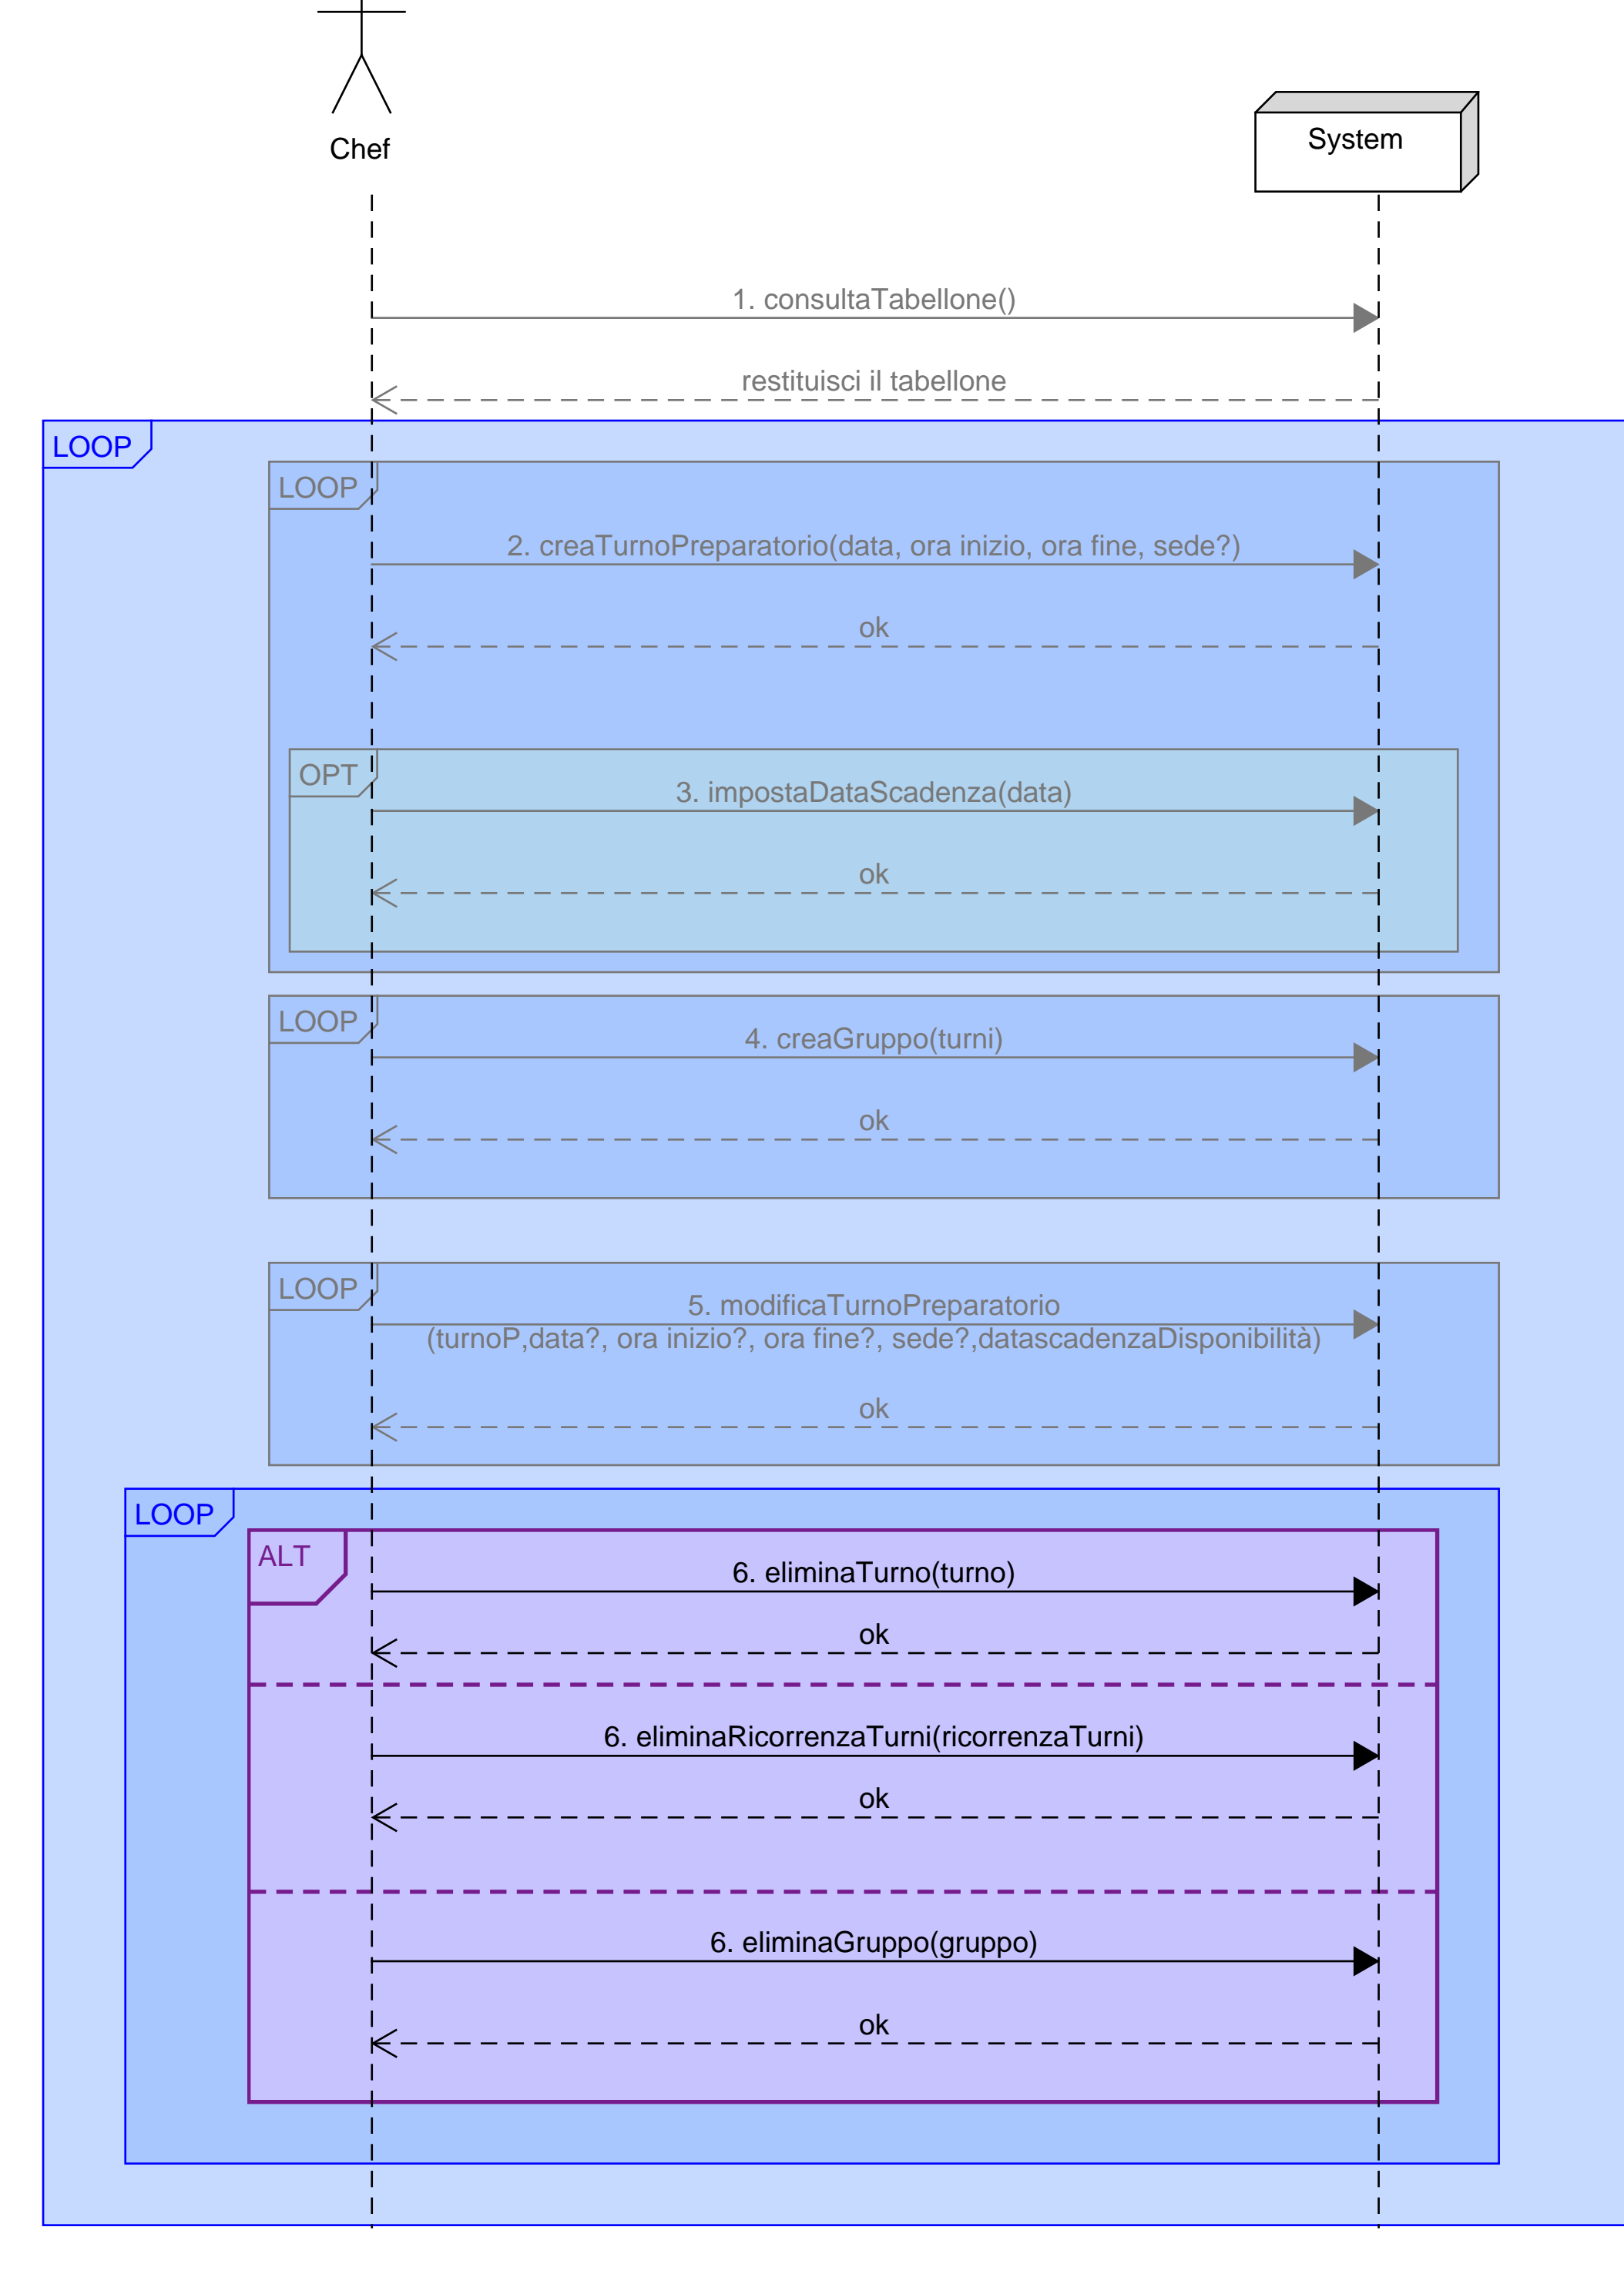 Chef
System
1. consultaTabellone()
restituisci il tabellone
LOOP
LOOP
2. creaTurnoPreparatorio(data, ora inizio, ora fine, sede?)
ok
OPT
3. impostaDataScadenza(data)
ok
LOOP
4. creaGruppo(turni)
ok
LOOP
5. modificaTurnoPreparatorio
(turnoP,data?, ora inizio?, ora fine?, sede?,datascadenzaDisponibilità)
ok
LOOP
ALT
6. eliminaTurno(turno)
ok
6. eliminaRicorrenzaTurni(ricorrenzaTurni)
ok
6. eliminaGruppo(gruppo)
ok